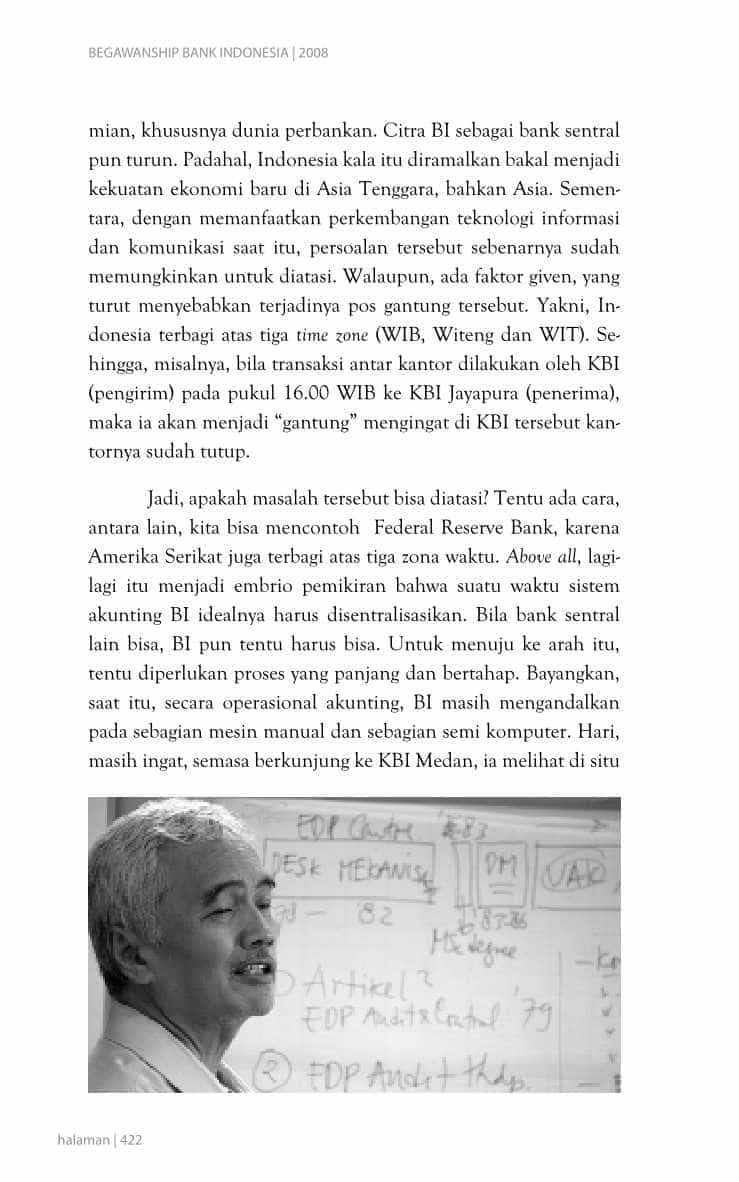 BEGAWANSHIP BANK INDONESIA | 2008
mian, khususnya dunia perbankan. Citra BI sebagai bank sentral
pun turun. Padahal, Indonesia kala itu diramalkan bakal menjadi
kekuatan ekonomi baru di Asia Tenggara, bahkan Asia. Semen-
tara, dengan memanfaatkan perkembangan teknologi informasi
dan komunikasi saat itu, persoalan tersebut sebenarnya sudah
memungkinkan untuk diatasi. Walaupun, ada faktor given, yang
turut menyebabkan terjadinya pos gantung tersebut. Yakni, In-
donesia terbagi atas tiga time zone (WIB, Witeng dan WIT). Se-
hingga, misalnya, bila transaksi antar kantor dilakukan oleh KBI
(pengirim) pada pukul 16.00 WIB ke KBI Jayapura (penerima),
maka ia akan menjadi “gantung” mengingat di KBI tersebut kan-
tornya sudah tutup.
Jadi, apakah masalah tersebut bisa diatasi? Tentu ada cara,
antara lain, kita bisa mencontoh Federal Reserve Bank, karena
Amerika Serikat juga terbagi atas tiga zona waktu. Above all, lagi-
lagi itu menjadi embrio pemikiran bahwa suatu waktu sistem
akunting BI idealnya harus disentralisasikan. Bila bank sentral
lain bisa, BI pun tentu harus bisa. Untuk menuju ke arah itu,
tentu diperlukan proses yang panjang dan bertahap. Bayangkan,
saat itu, secara operasional akunting, BI masih mengandalkan
pada sebagian mesin manual dan sebagian semi komputer. Hari,
masih ingat, semasa berkunjung ke KBI Medan, ia melihat di situ
EDP Centre
DESK MEKANISE DM UAK
78 - '82 '83-86
MSc degree
Artikel 2
EDP Audit & Control '79
② EDP Audit thdp.
halaman | 422